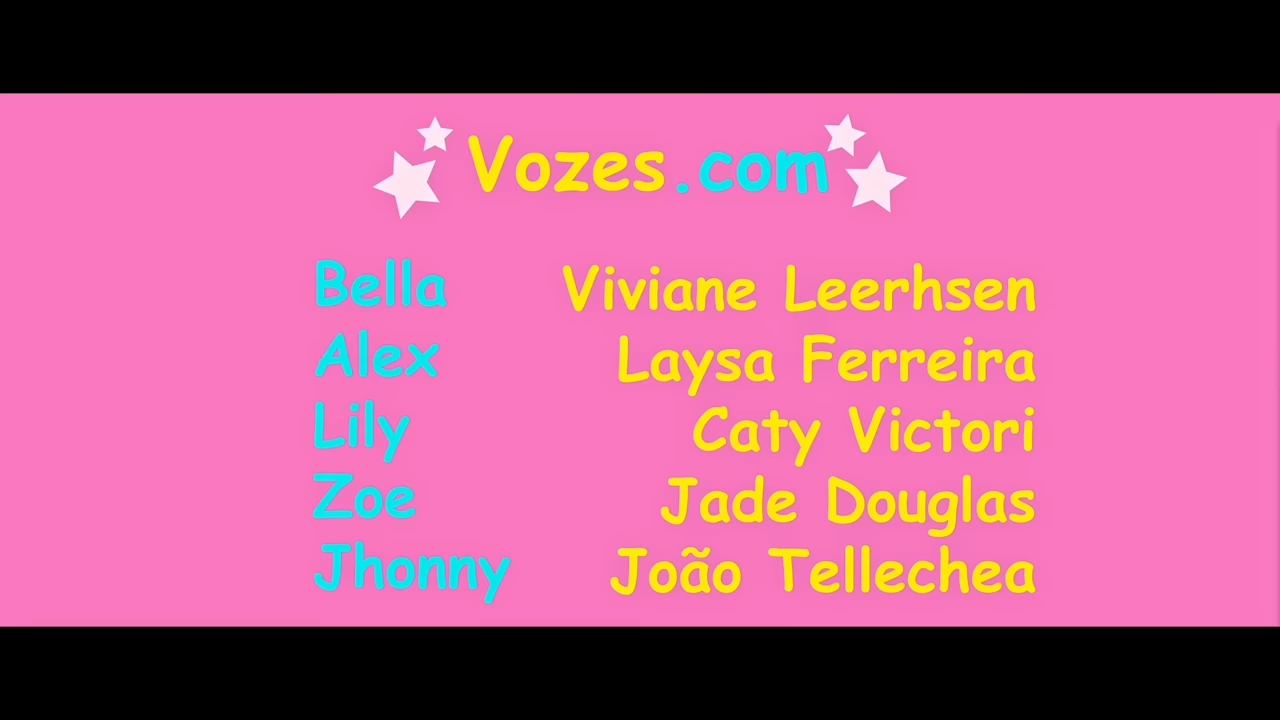 Vozes.com
Bella Viviane Leerhsen
Alex Laysa Ferreira
Lily Caty Victori
Zoe Jade Douglas
Jhonny João Tellechea